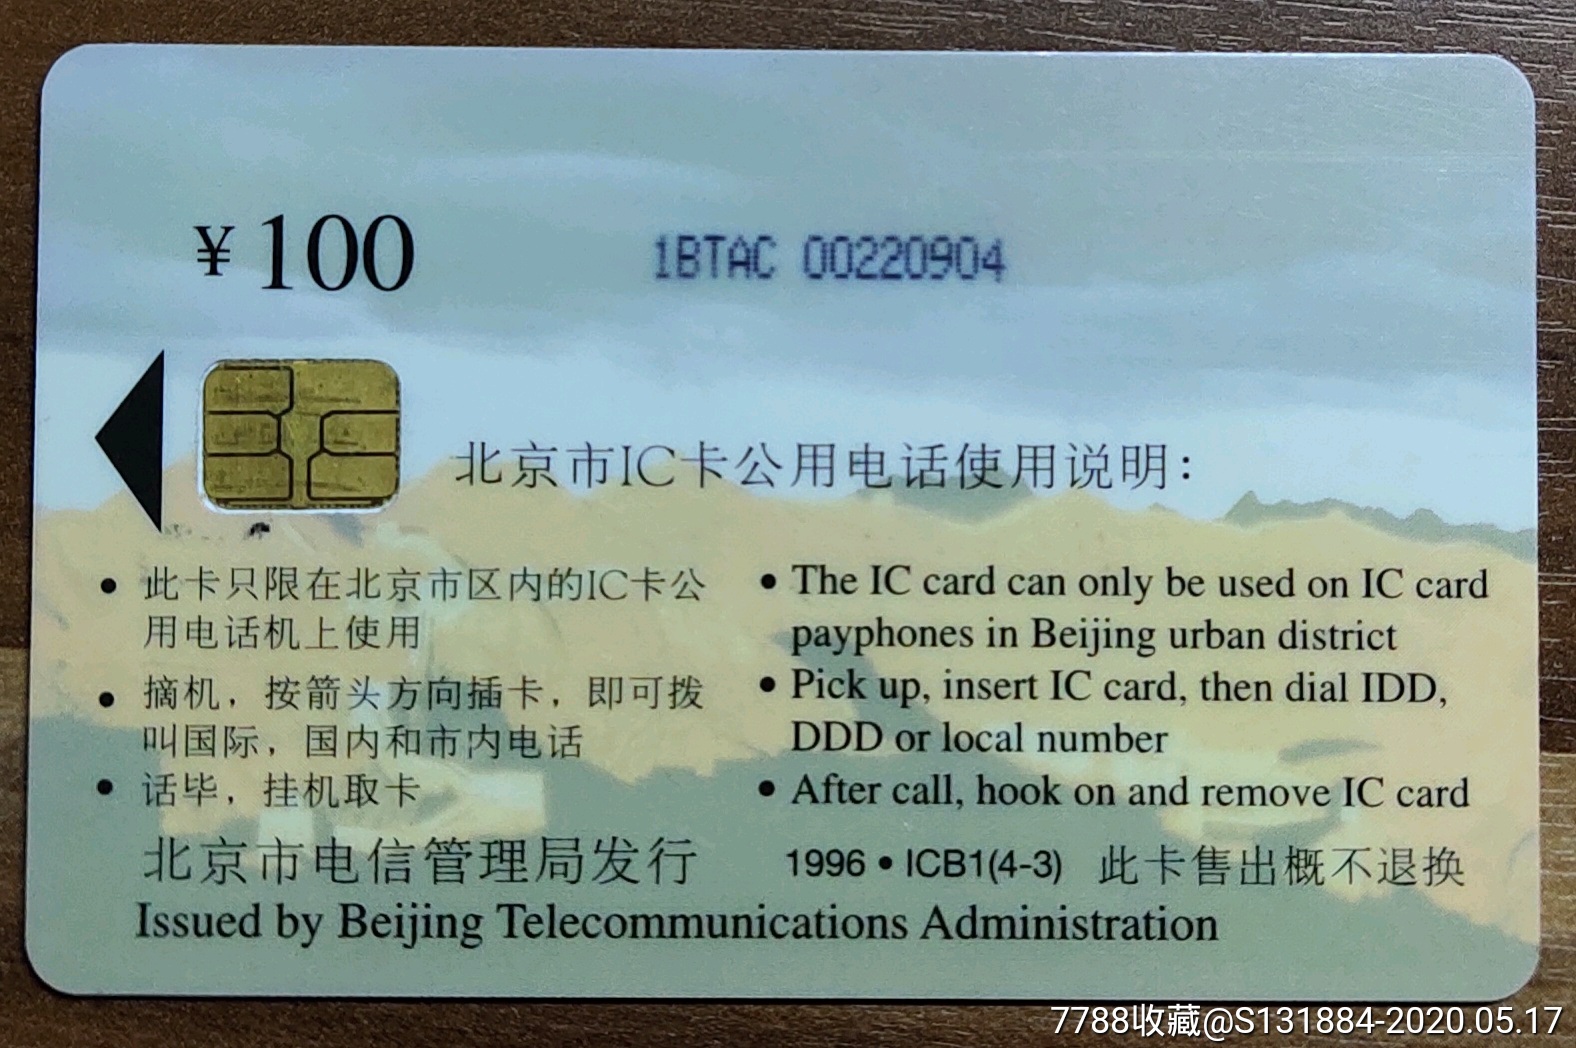 ¥100
1BTAC 00220904
北京市IC卡公用电话使用说明：
• 此卡只限在北京市区内的IC卡公
用电话机上使用
• 摘机，按箭头方向插卡，即可拨
叫国际，国内和市内电话
• 话毕，挂机取卡
• The IC card can only be used on IC card
payphones in Beijing urban district
• Pick up, insert IC card, then dial IDD,
DDD or local number
• After call, hook on and remove IC card
北京市电信管理局发行
1996 • ICB1(4-3) 此卡售出概不退换
Issued by Beijing Telecommunications Administration
7788收藏@S131884-2020.05.17